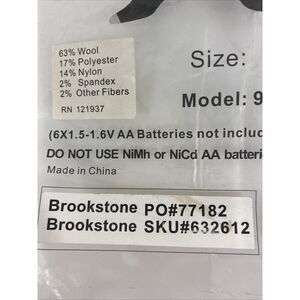 63% Wool
17% Polyester
14% Nylon
2% Spandex
2% Other Fibers
RN 121937
Size:
Model: 9
(6X1.5-1.6V AA Batteries not includ
DO NOT USE NiMh or NiCd AA batteri
Made in China
Brookstone PO#77182
Brookstone SKU#632612